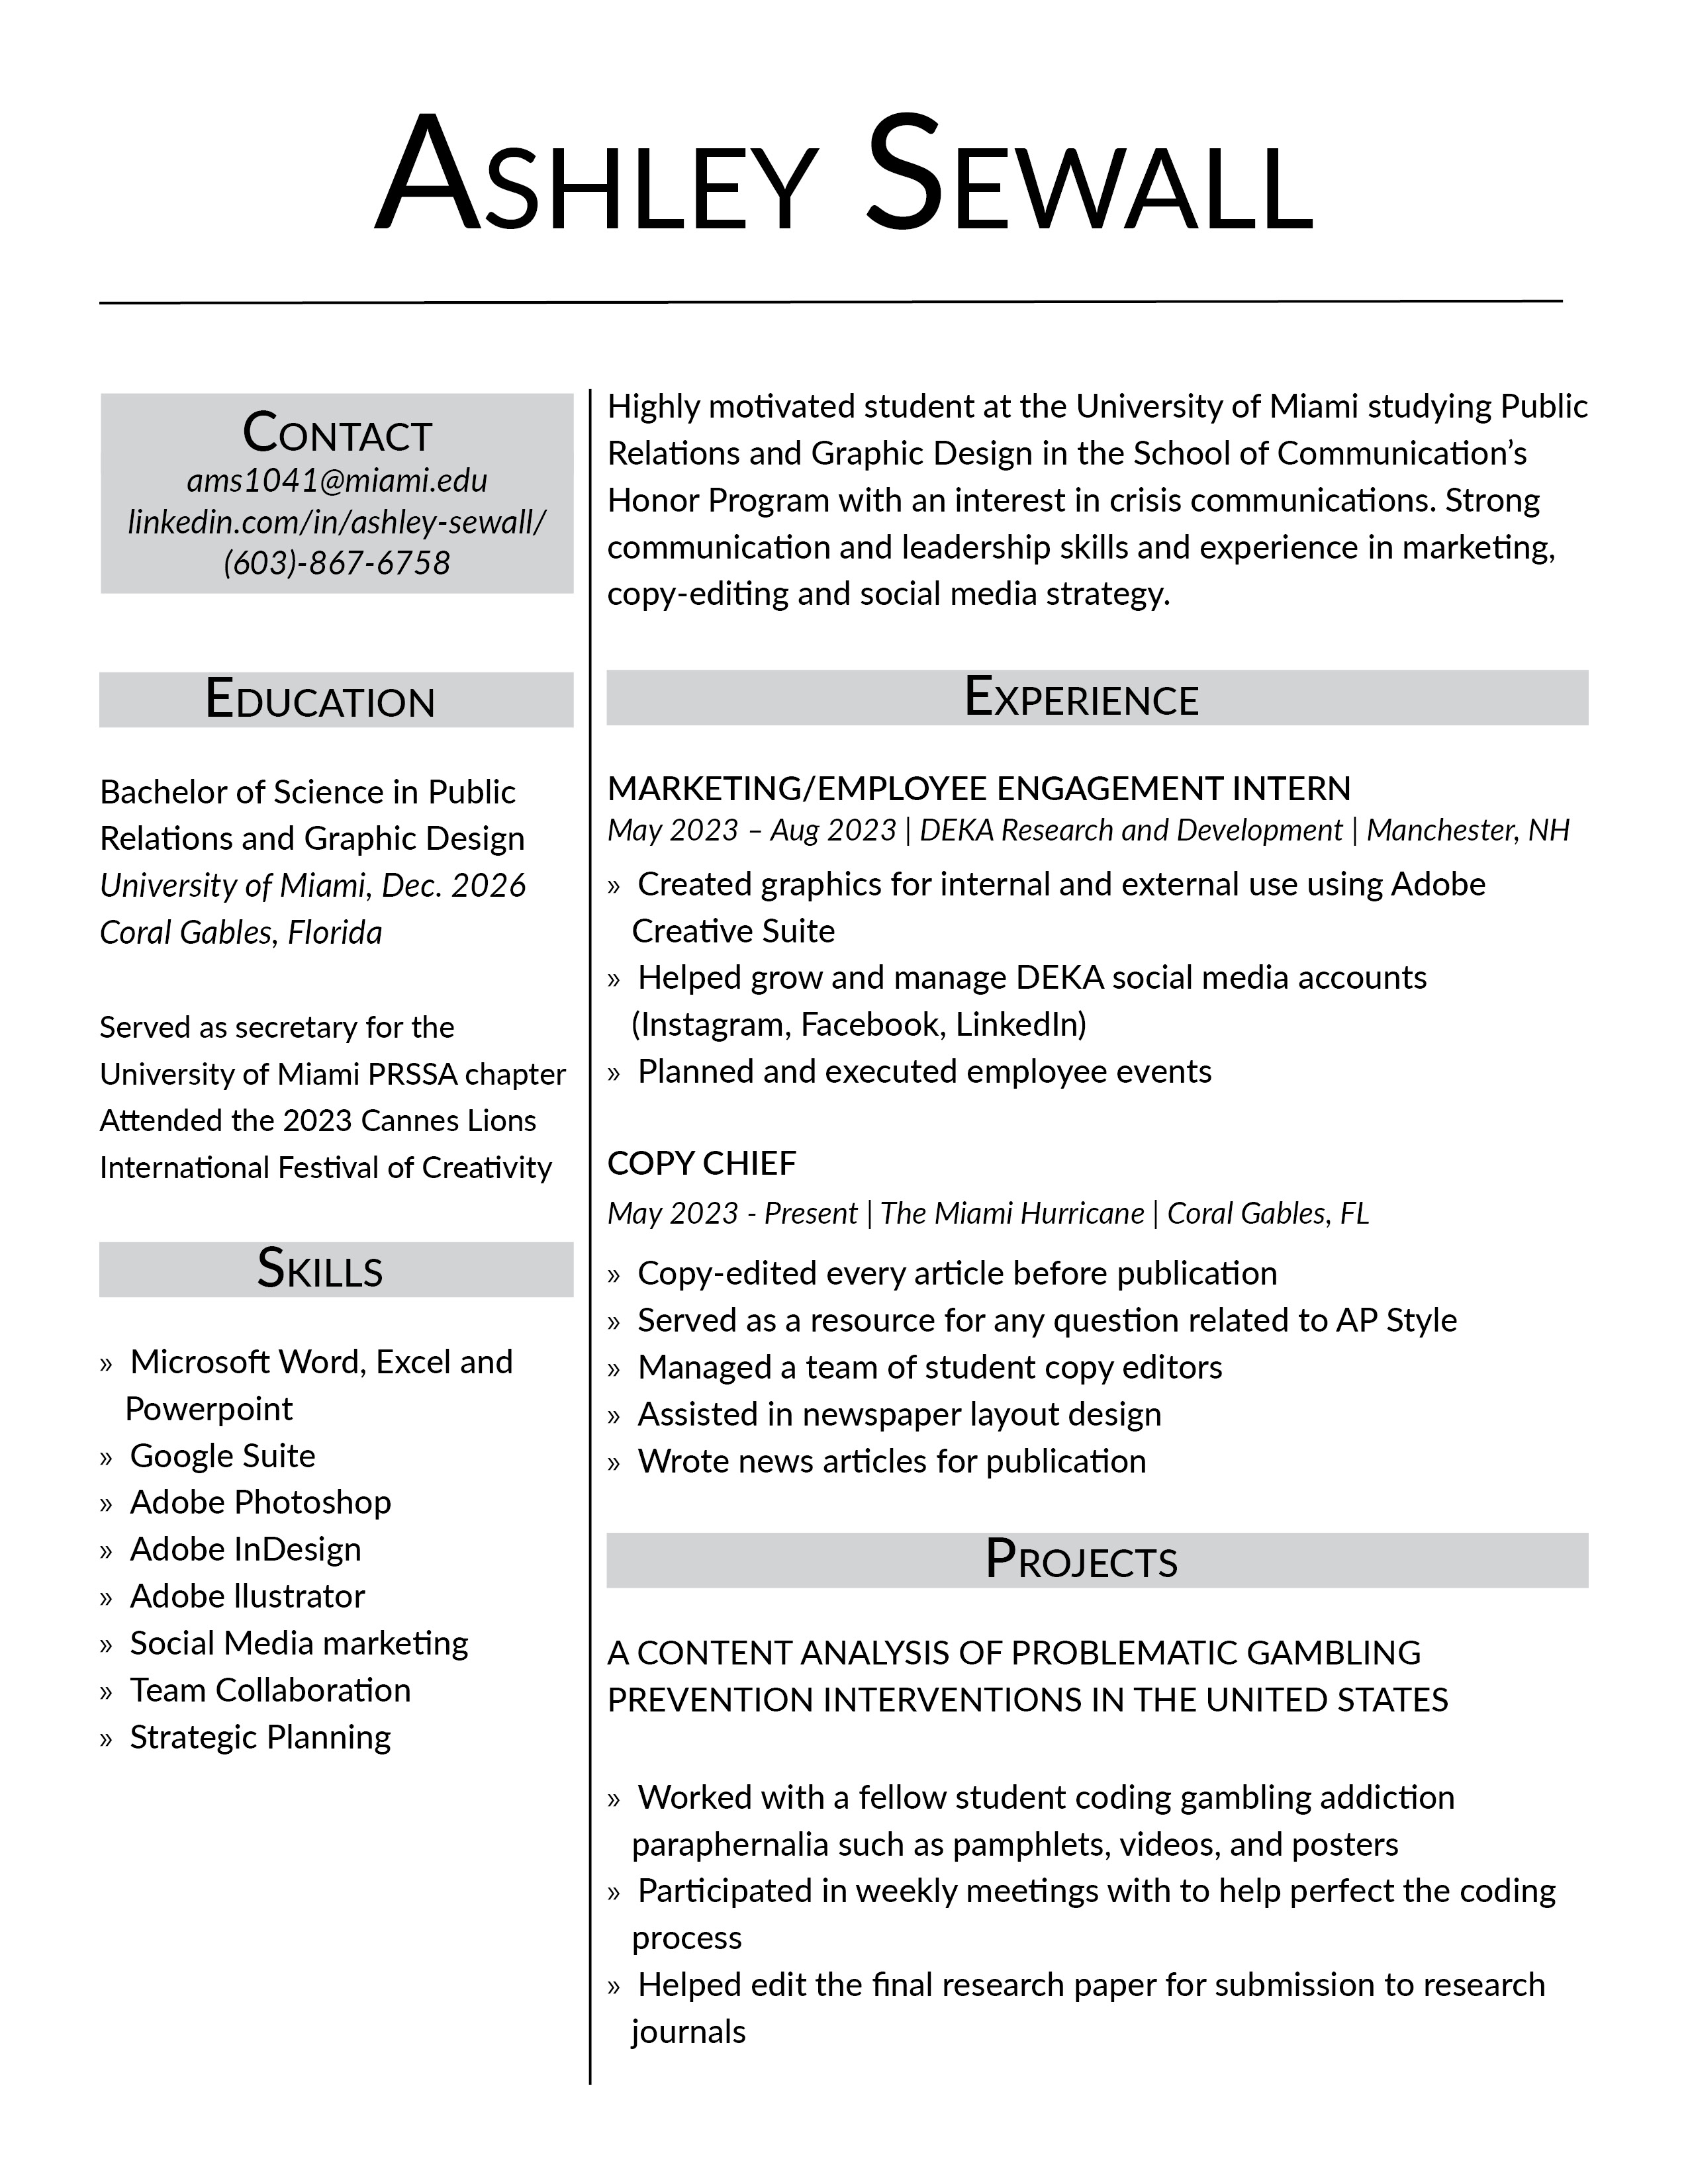 Ashley Sewall
Contact
ams1041@miami.edu
linkedin.com/in/ashley-sewall/
(603)-867-6758
Education
Bachelor of Science in Public
Relations and Graphic Design
University of Miami, Dec. 2026
Coral Gables, Florida
Served as secretary for the
University of Miami PRSSA chapter
Attended the 2023 Cannes Lions
International Festival of Creativity
Skills
» Microsoft Word, Excel and
Powerpoint
» Google Suite
» Adobe Photoshop
» Adobe InDesign
» Adobe llustrator
» Social Media marketing
» Team Collaboration
» Strategic Planning
Highly motivated student at the University of Miami studying Public
Relations and Graphic Design in the School of Communication’s
Honor Program with an interest in crisis communications. Strong
communication and leadership skills and experience in marketing,
copy-editing and social media strategy.
Experience
MARKETING/EMPLOYEE ENGAGEMENT INTERN
May 2023 – Aug 2023 | DEKA Research and Development | Manchester, NH
» Created graphics for internal and external use using Adobe
Creative Suite
» Helped grow and manage DEKA social media accounts
(Instagram, Facebook, LinkedIn)
» Planned and executed employee events
COPY CHIEF
May 2023 - Present | The Miami Hurricane | Coral Gables, FL
» Copy-edited every article before publication
» Served as a resource for any question related to AP Style
» Managed a team of student copy editors
» Assisted in newspaper layout design
» Wrote news articles for publication
Projects
A CONTENT ANALYSIS OF PROBLEMATIC GAMBLING
PREVENTION INTERVENTIONS IN THE UNITED STATES
» Worked with a fellow student coding gambling addiction
paraphernalia such as pamphlets, videos, and posters
» Participated in weekly meetings with to help perfect the coding
process
» Helped edit the final research paper for submission to research
journals